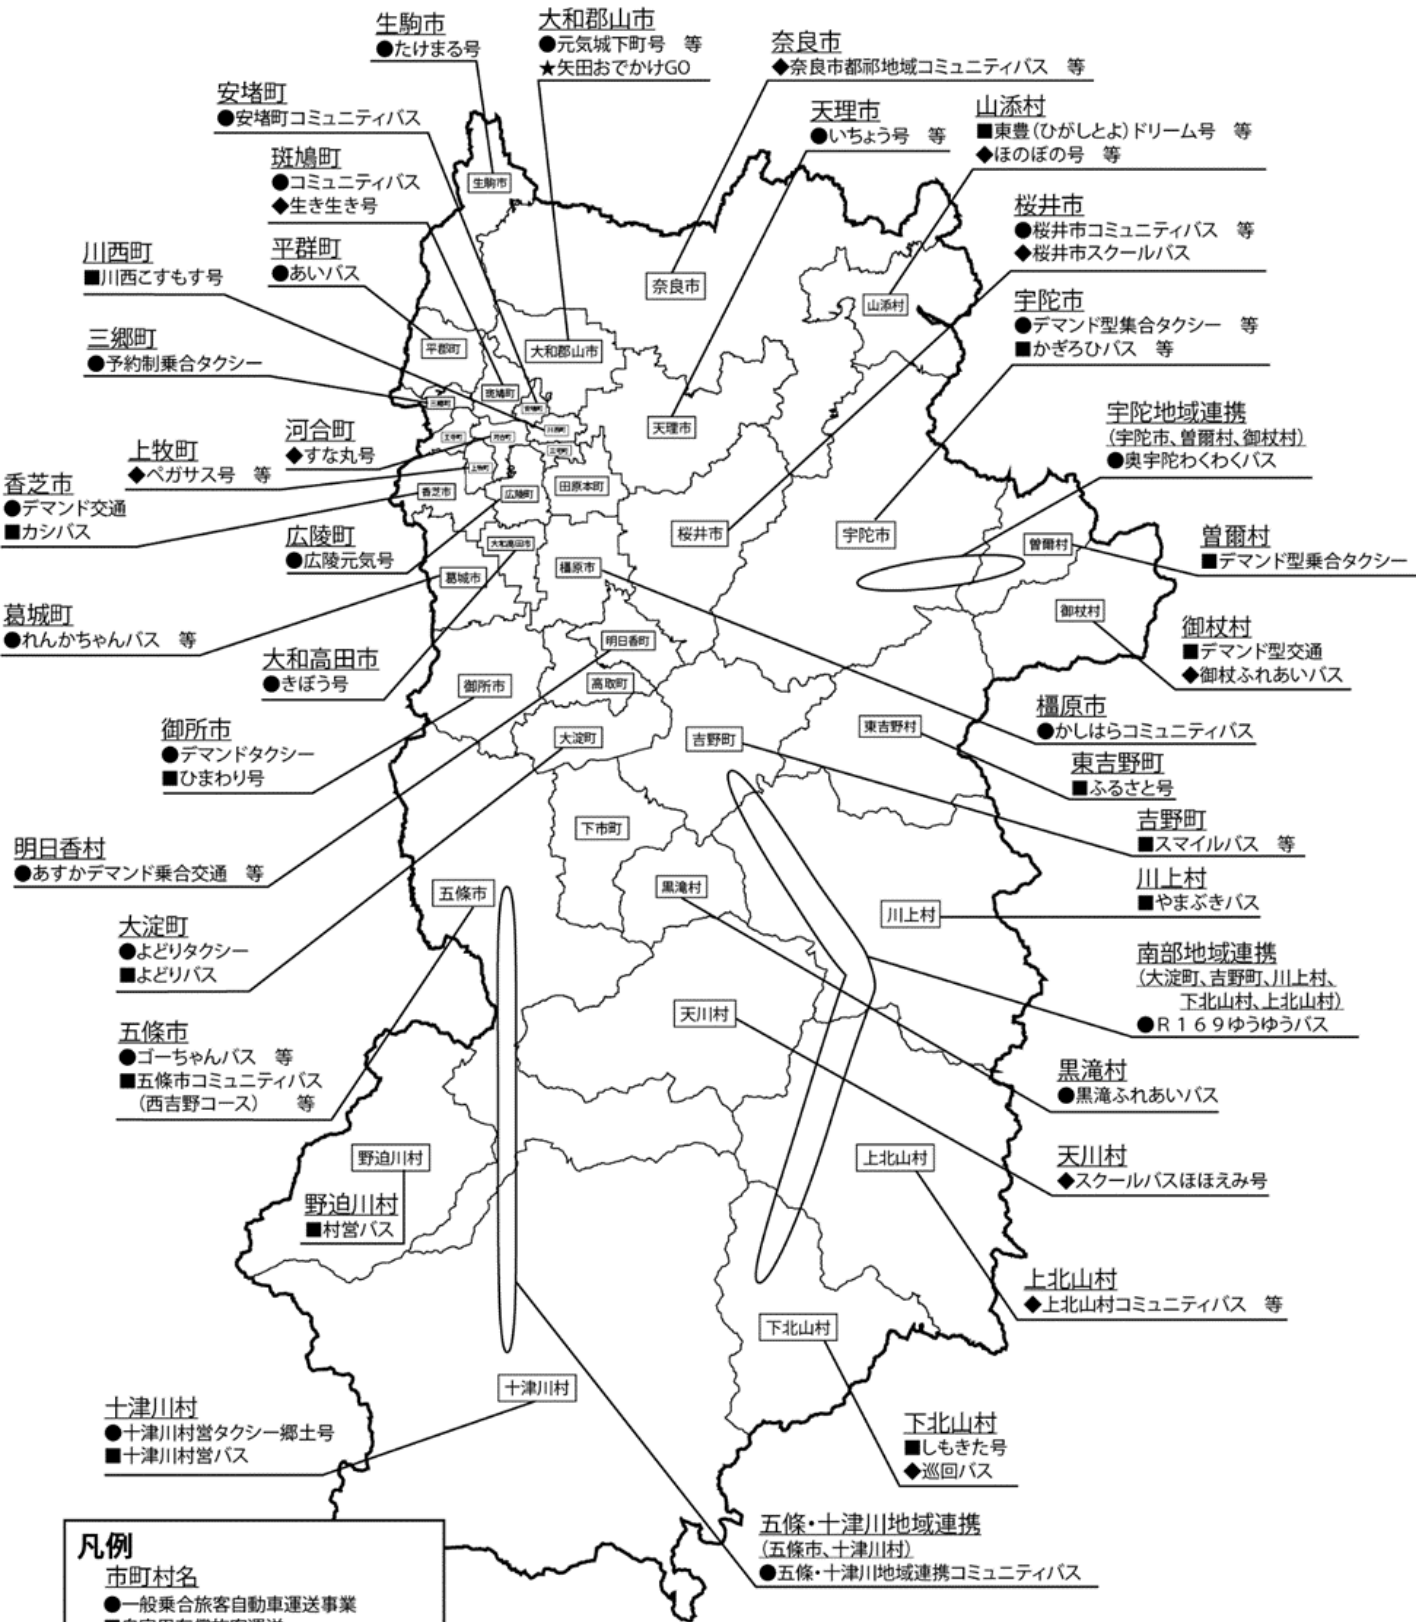 生駒市
●たけまる号
大和郡山市
●元気城下町号　等
★矢田おでかけGO
奈良市
◆奈良市都祁地域コミュニティバス　等
安堵町
●安堵町コミュニティバス
天理市
●いちょう号　等
山添村
■東豊(ひがしとよ)ドリーム号　等
◆ほのぼの号　等
斑鳩町
●コミュニティバス
◆生き生き号
桜井市
●桜井市コミュニティバス　等
◆桜井市スクールバス
川西町
■川西こすもす号
平群町
●あいバス
宇陀市
●デマンド型集合タクシー　等
■かぎろひバス　等
三郷町
●予約制乗合タクシー
宇陀地域連携
(宇陀市、曽爾村、御杖村)
●奥宇陀わくわくバス
河合町
◆すな丸号
上牧町
◆ペガサス号　等
香芝市
●デマンド交通
■カシバス
広陵町
●広陵元気号
曽爾村
■デマンド型乗合タクシー
葛城町
●れんかちゃんバス　等
御杖村
■デマンド型交通
◆御杖ふれあいバス
大和高田市
●きぼう号
橿原市
●かしはらコミュニティバス
御所市
●デマンドタクシー
■ひまわり号
東吉野町
■ふるさと号
明日香村
●あすかデマンド乗合交通　等
吉野町
■スマイルバス　等
川上村
■やまぶきバス
大淀町
●よどりタクシー
■よどりバス
南部地域連携
(大淀町、吉野町、川上村、
下北山村、上北山村)
●R169ゆうゆうバス
五條市
●ゴーちゃんバス　等
■五條市コミュニティバス
(西吉野コース)　等
黒滝村
●黒滝ふれあいバス
天川村
◆スクールバスほほえみ号
野迫川村
■村営バス
上北山村
◆上北山村コミュニティバス　等
十津川村
●十津川村営タクシー郷土号
■十津川村営バス
下北山村
■しもきた号
◆巡回バス
五條・十津川地域連携
(五條市、十津川村)
●五條・十津川地域連携コミュニティバス
生駒市
奈良市
山添村
平郡町
大和郡山市
斑鳩町
三郷町
安堵町
天理市
王寺町
河合町
川西町
三宅町
上牧町
香芝市
広陵町
田原本町
大和高田市
桜井市
宇陀市
曽爾村
葛城市
橿原市
御杖村
明日香町
御所市
高取町
大淀町
吉野町
東吉野村
下市町
五條市
黒滝村
川上村
天川村
野迫川村
上北山村
下北山村
十津川村
凡例
市町村名
●一般乗合旅客自動車運送事業